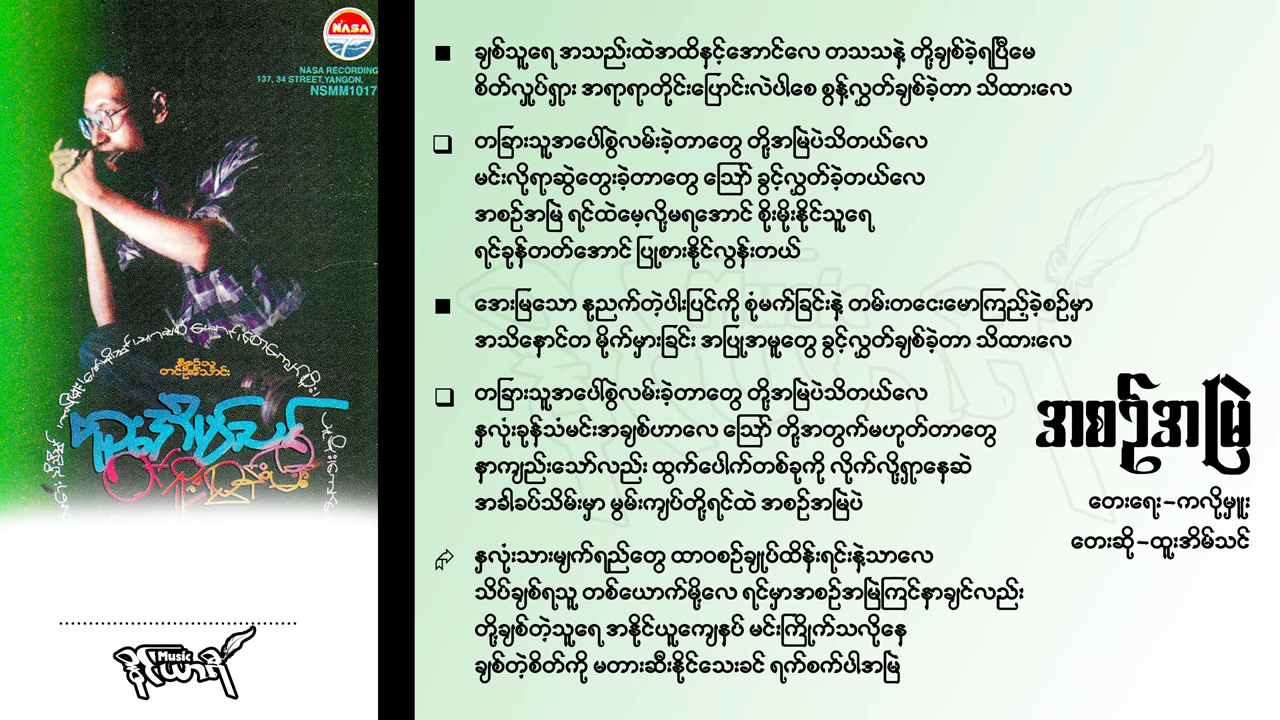 NASA
NASA RECORDING
137, 34 STREET,YANGON.
NSMM1017
စီစဉ်သူ
တင်ဦးသောင်း
Music
ချစ်သူရေ အသည်းထဲအထိနင့်အောင်လေ တသသနဲ့ တို့ချစ်ခဲ့ရပြီမေ
စိတ်လှုပ်ရှား အရာရာတိုင်းပြောင်းလဲပါစေ စွန့်လွှတ်ချစ်ခဲ့တာ သိထားလေ
တခြားသူအပေါ်စွဲလမ်းခဲ့တာတွေ တို့အမြဲပဲသိတယ်လေ
မင်းလိုရာဆွဲတွေးခဲ့တာတွေ ဪ ခွင့်လွှတ်ခဲ့တယ်လေ
အစဉ်အမြဲ ရင်ထဲမေ့လို့မရအောင် စိုးမိုးနိုင်သူရေ
ရင်ခုန်တတ်အောင် ပြုစားနိုင်လွန်းတယ်
အေးမြသော နုညက်တဲ့ပါးပြင်ကို စုံမက်ခြင်းနဲ့ တမ်းတငေးမောကြည့်ခဲ့စဉ်မှာ
အသိနောင်တ မိုက်မှားခြင်း အပြုအမူတွေ ခွင့်လွှတ်ချစ်ခဲ့တာ သိထားလေ
တခြားသူအပေါ်စွဲလမ်းခဲ့တာတွေ တို့အမြဲပဲသိတယ်လေ
နှလုံးခုန်သံမင်းအချစ်ဟာလေ ဪ တို့အတွက်မဟုတ်တာတွေ
နာကျည်းသော်လည်း ထွက်ပေါက်တစ်ခုကို လိုက်လို့ရှာနေဆဲ
အခါခပ်သိမ်းမှာ မွမ်းကျပ်တို့ရင်ထဲ အစဉ်အမြဲပဲ
နှလုံးသားမျက်ရည်တွေ ထာဝစဉ်ချုပ်ထိန်းရင်းနဲ့သာလေ
သိပ်ချစ်ရသူ တစ်ယောက်မို့လေ ရင်မှာအစဉ်အမြဲကြင်နာချင်လည်း
တို့ချစ်တဲ့သူရေ အနိုင်ယူကျေနပ် မင်းကြိုက်သလိုနေ
ချစ်တဲ့စိတ်ကို မတားဆီးနိုင်သေးခင် ရက်စက်ပါအမြဲ
အစဉ်အမြဲ
တေးရေး-ကလိုမှူး
တေးဆို-ထူးအိမ်သင်